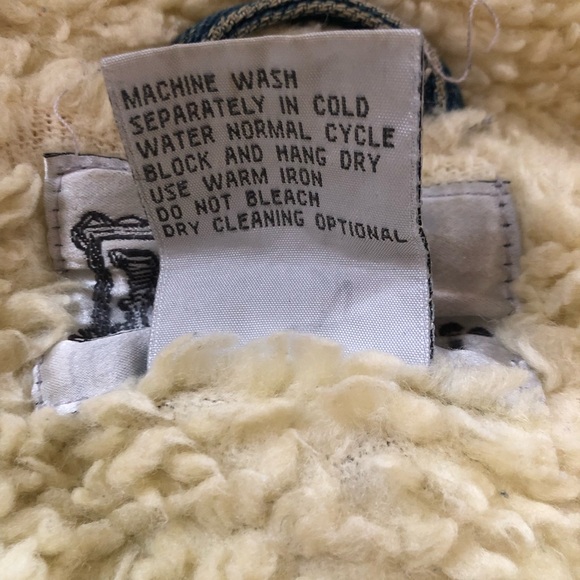 MACHINE WASH
SEPARATELY IN COLD
WATER NORMAL CYCLE
BLOCK AND HANG DRY
USE WARM IRON
DO NOT BLEACH
DRY CLEANING OPTIONAL